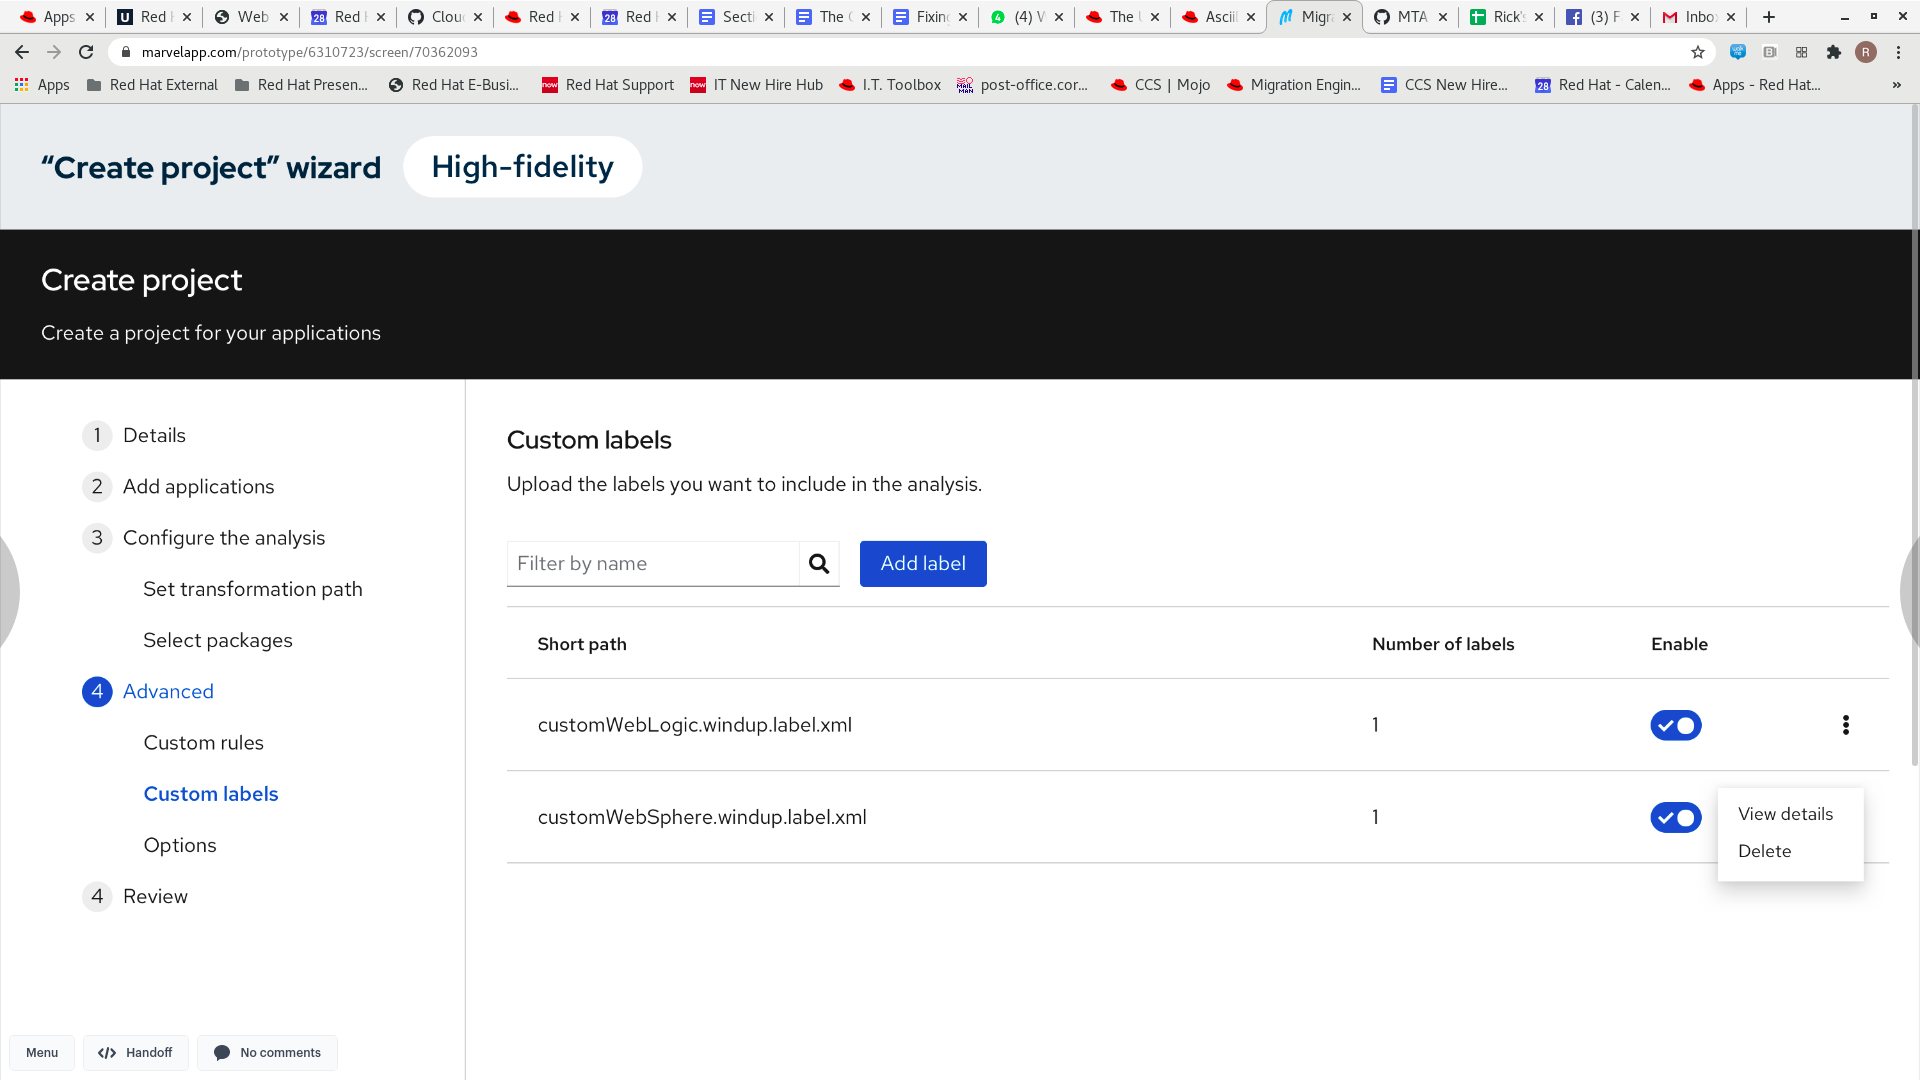 Apps Red Web Red Clou Red Red Secti The Fixing (4) The Ascii Migra MTA Rick's (3) F Inbo
marvelapp.com/prototype/6310723/screen/70362093
R
Apps Red Hat External Red Hat Presen... Red Hat E-Busi... Red Hat Support IT New Hire Hub I.T. Toolbox post-office.cor... CCS | Mojo Migration Engin... CCS New Hire... Red Hat - Calen... Apps - Red Hat... »
“Create project” wizard High-fidelity
Create project
Create a project for your applications
1 Details
2 Add applications
3 Configure the analysis
Set transformation path
Select packages
4 Advanced
Custom rules
Custom labels
Options
4 Review
Custom labels
Upload the labels you want to include in the analysis.
Filter by name Add label
Short path Number of labels Enable
customWebLogic.windup.label.xml 1
customWebSphere.windup.label.xml 1
View details
Delete
Menu </> Handoff No comments